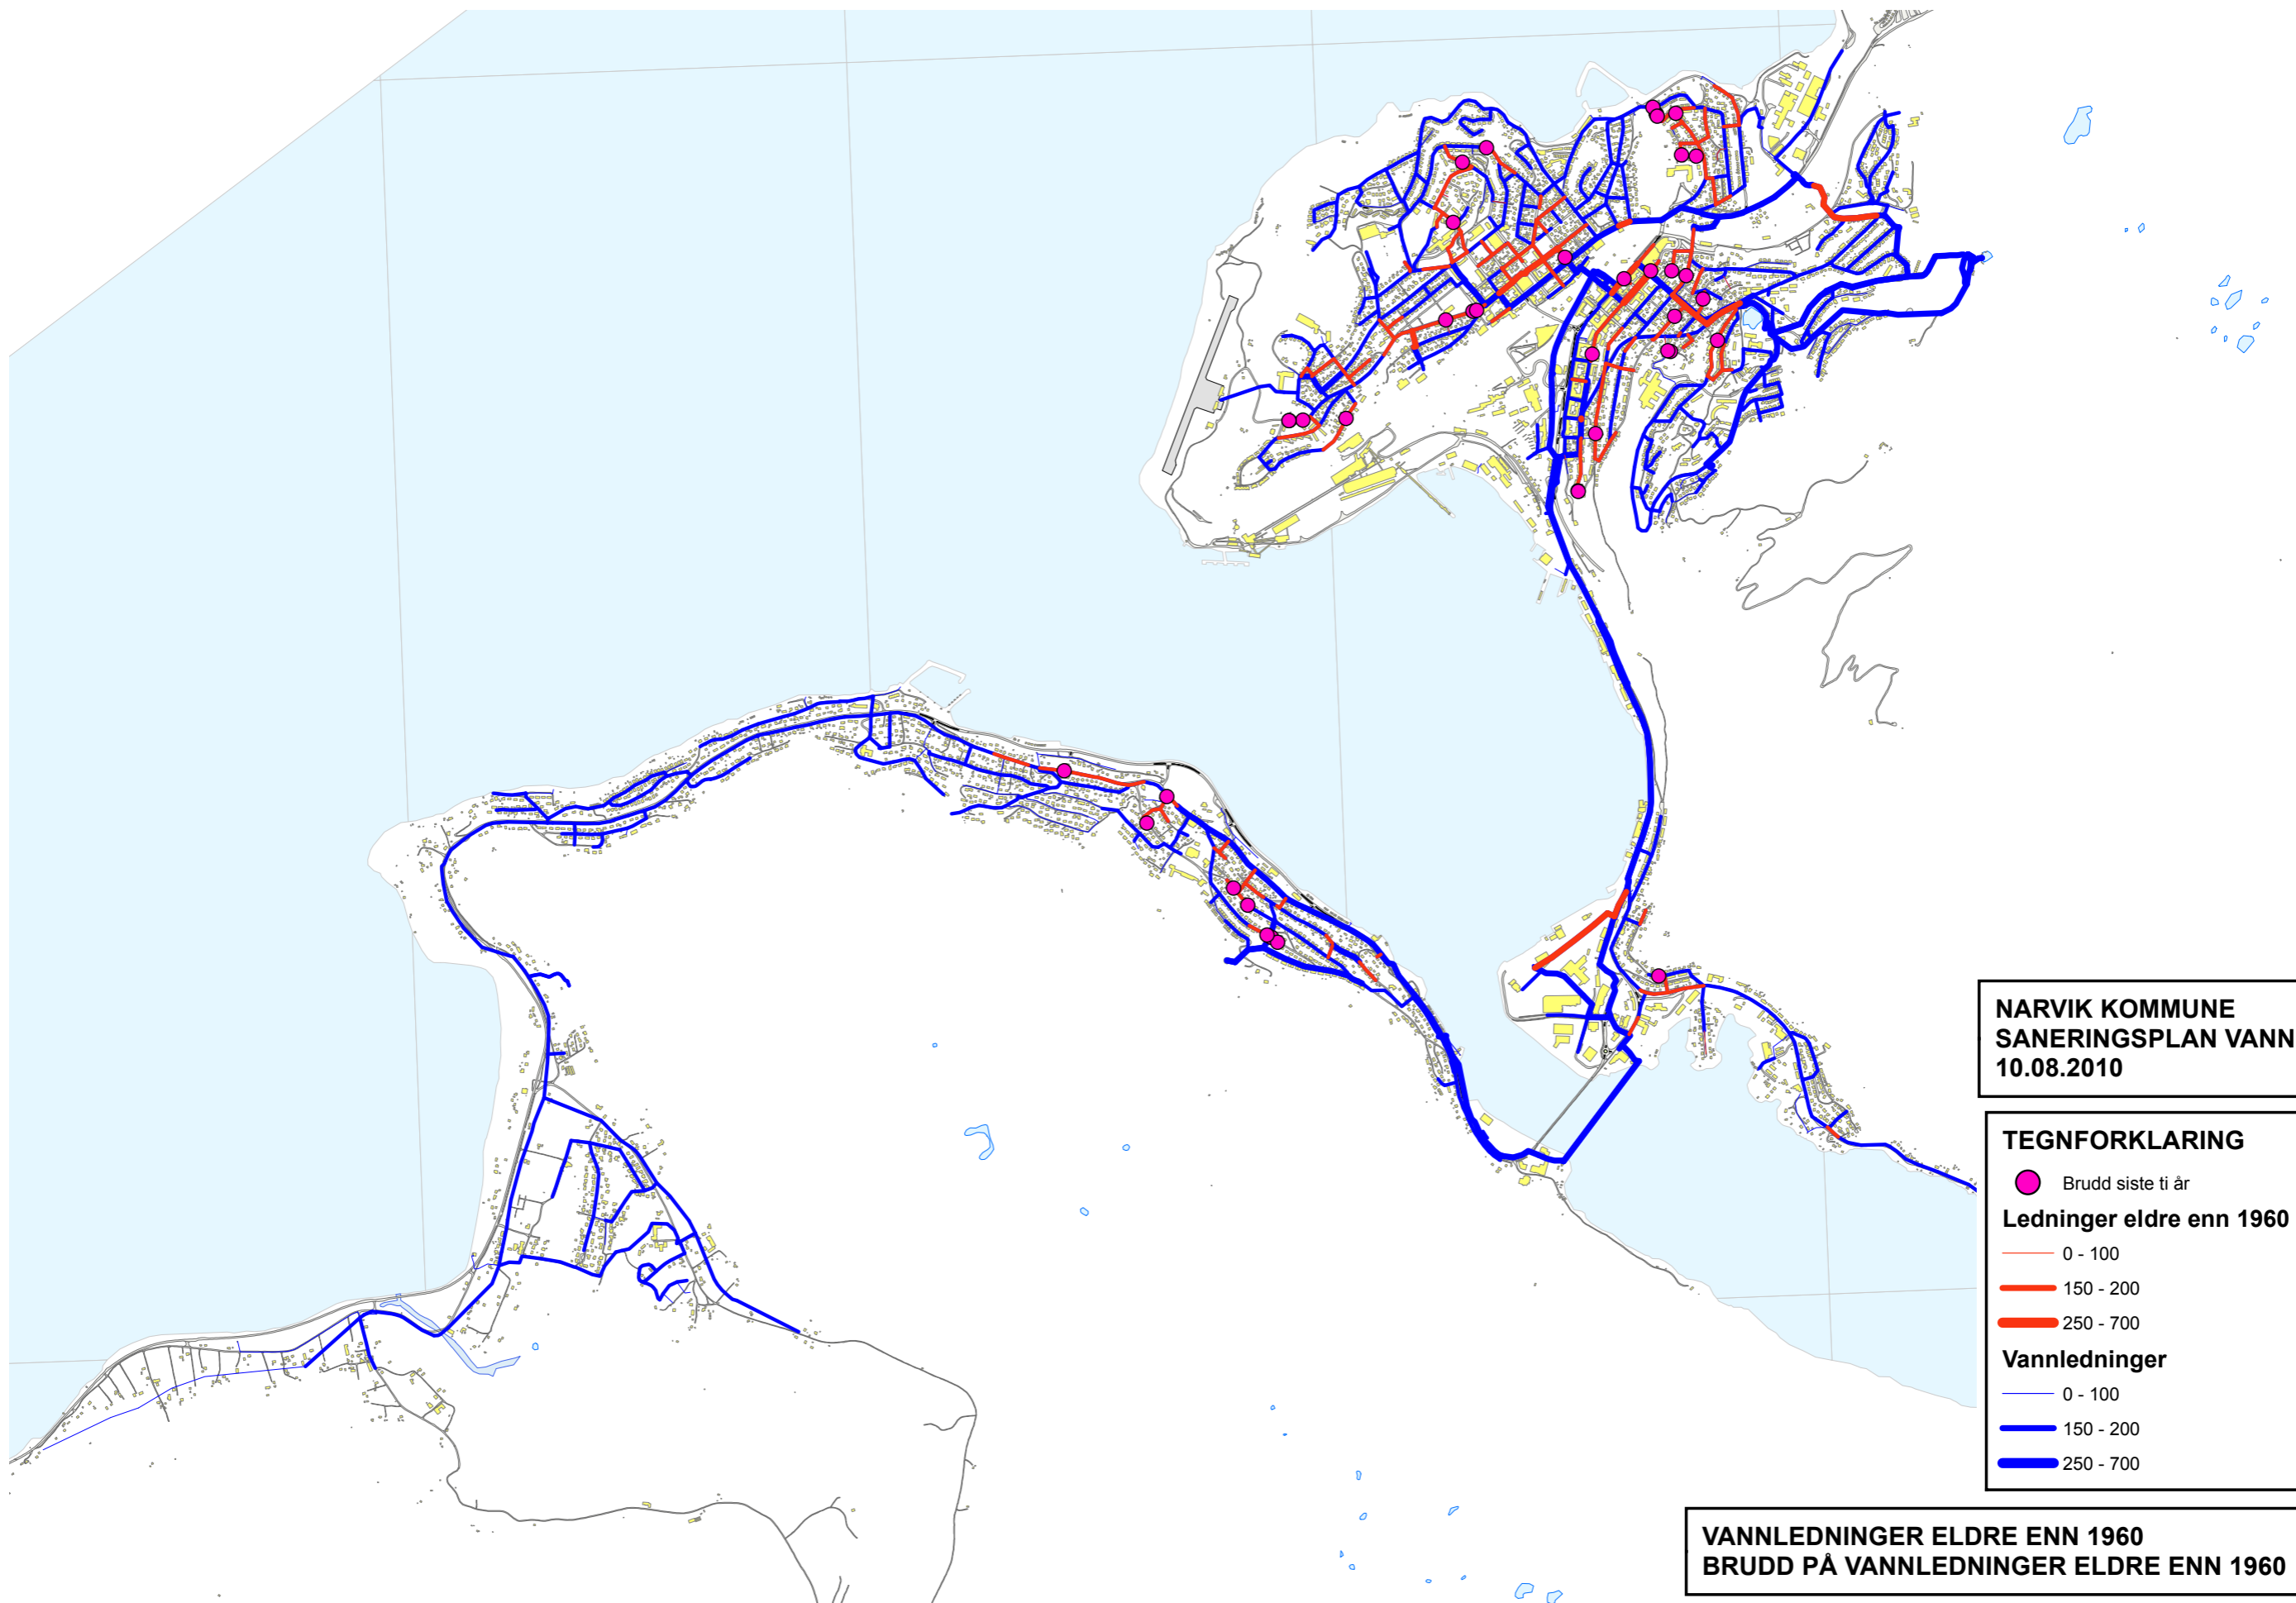 NARVIK KOMMUNE
SANERINGSPLAN VANN
10.08.2010
TEGNFORKLARING
Brudd siste ti år
Ledninger eldre enn 1960
0 - 100
150 - 200
250 - 700
Vannledninger
0 - 100
150 - 200
250 - 700
VANNLEDNINGER ELDRE ENN 1960
BRUDD PÅ VANNLEDNINGER ELDRE ENN 1960